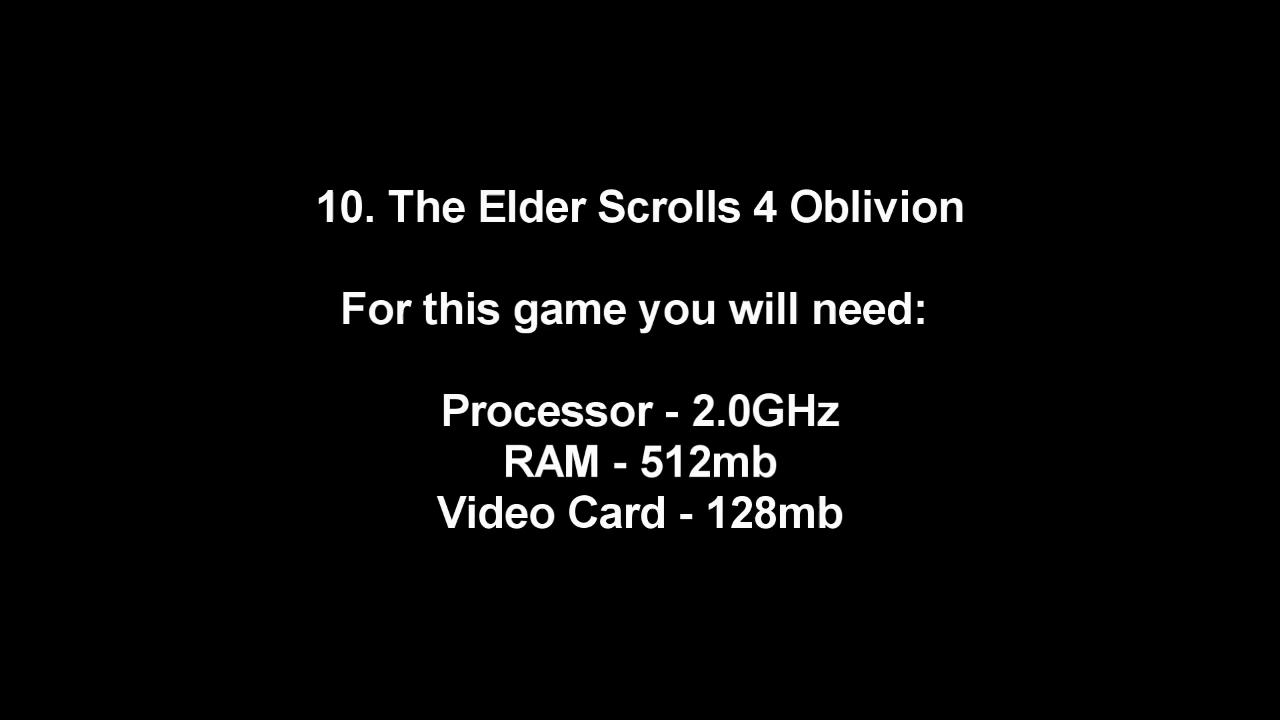 10. The Elder Scrolls 4 Oblivion
For this game you will need:
Processor - 2.0GHz
RAM - 512mb
Video Card - 128mb